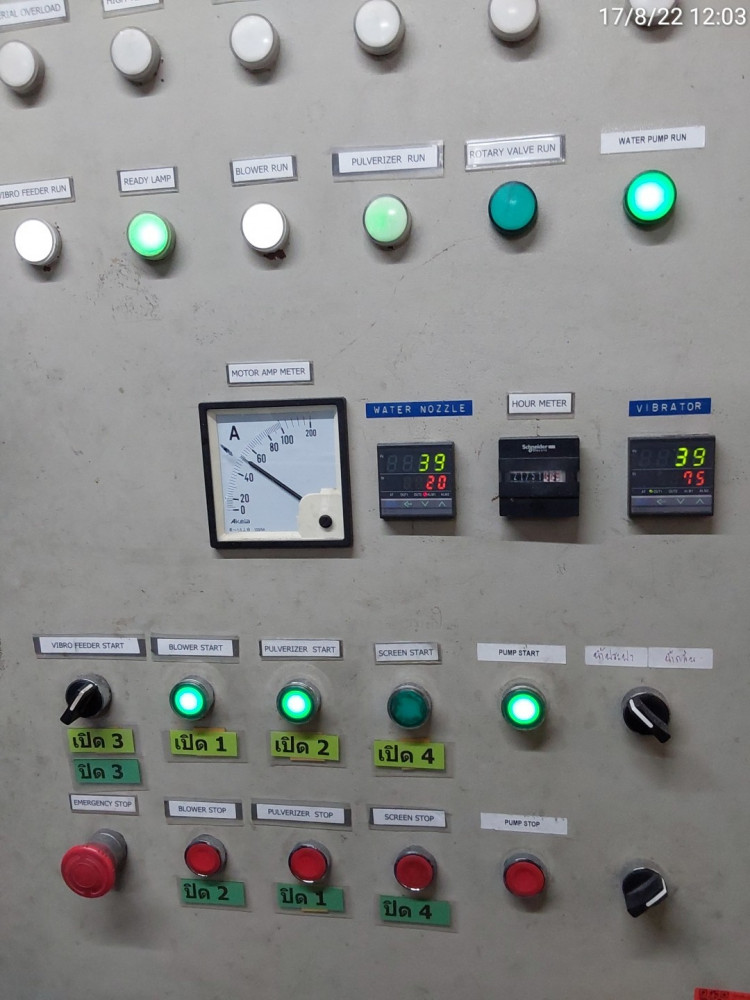 17/8/22 12:03
OVERLOAD
VIBRO FEEDER RUN
READY LAMP
BLOWER RUN
PULVERIZER RUN
ROTARY VALVE RUN
WATER PUMP RUN
MOTOR AMP METER
WATER NOZZLE
HOUR METER
VIBRATOR
A
0
20
40
60
80
100
200
39
20
Schneider
39
75
VIBRO FEEDER START
BLOWER START
PULVERIZER START
SCREEN START
PUMP START
เปิด 3
เปิด 1
เปิด 2
เปิด 4
ปิด 3
EMERGENCY STOP
BLOWER STOP
PULVERIZER STOP
SCREEN STOP
PUMP STOP
ปิด 2
ปิด 1
ปิด 4